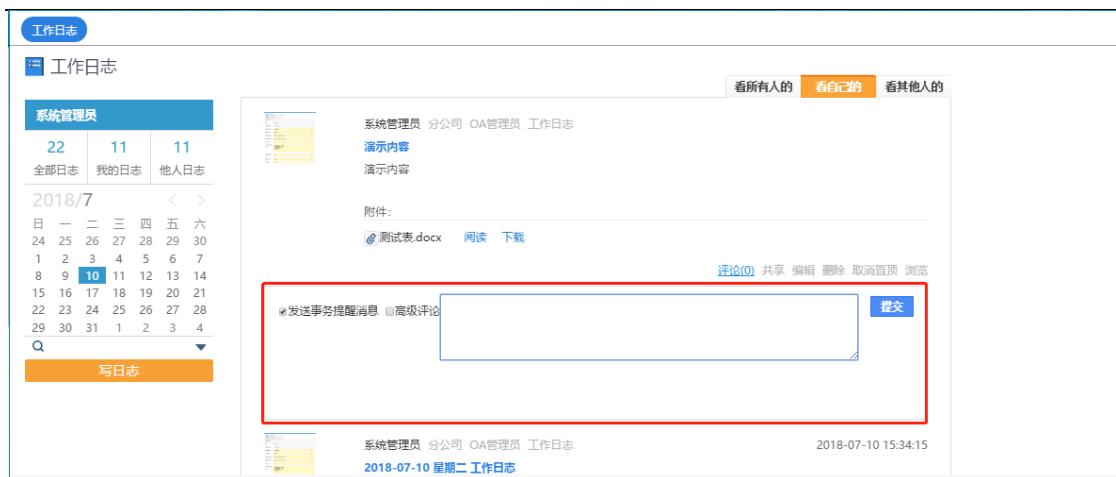 工作日志
工作日志
看所有人的 看自己的 看其他人的
系统管理员
22 11 11
全部日志 我的日志 他人日志
2018/7 < >
日 一 二 三 四 五 六
24 25 26 27 28 29 30
1 2 3 4 5 6 7
8 9 10 11 12 13 14
15 16 17 18 19 20 21
22 23 24 25 26 27 28
29 30 31 1 2 3 4
写日志
系统管理员 分公司 OA管理员 工作日志
演示内容
演示内容
附件：
测试表.docx 阅读 下载
评论(0) 共享 编辑 删除 取消置顶 浏览
发送事务提醒消息 高级评论 提交
系统管理员 分公司 OA管理员 工作日志 2018-07-10 15:34:15
2018-07-10 星期二 工作日志